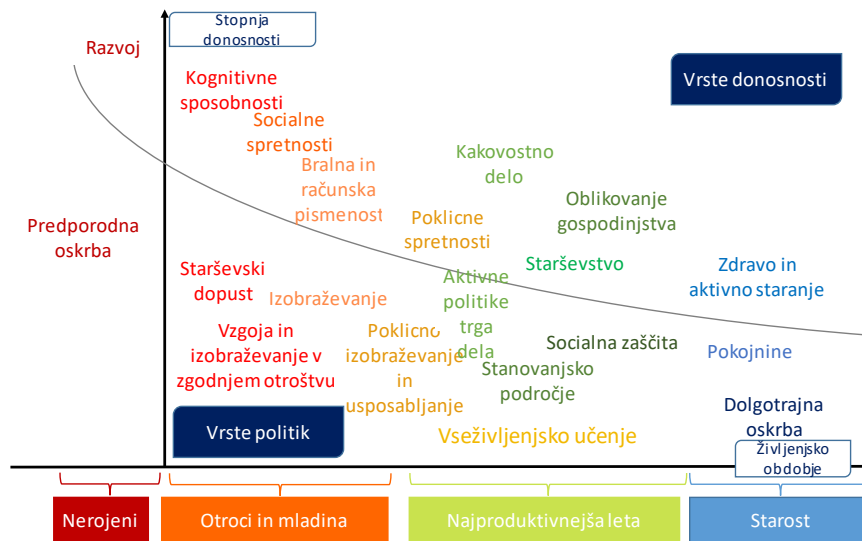 Stopnja
donosnosti
Razvoj
Vrste donosnosti
Kognitivne
sposobnosti
Socialne
spretnosti
Bralna in
računska
pismenost
Kakovostno
delo
Oblikovanje
gospodinjstva
Poklicne
spretnosti
Predporodna
oskrba
Starševstvo
Zdravo in
aktivno staranje
Starševski
dopust
Izobraževanje
Aktivne
politike
trga
dela
Vzgoja in
izobraževanje v
zgodnjem otroštvu
Poklicno
izobraževanje
in
usposabljanje
Socialna zaščita
Stanovanjsko
področje
Pokojnine
Dolgotrajna
oskrba
Vrste politik
Vseživljenjsko učenje
Življenjsko
obdobje
Nerojeni
Otroci in mladina
Najproduktivnejša leta
Starost